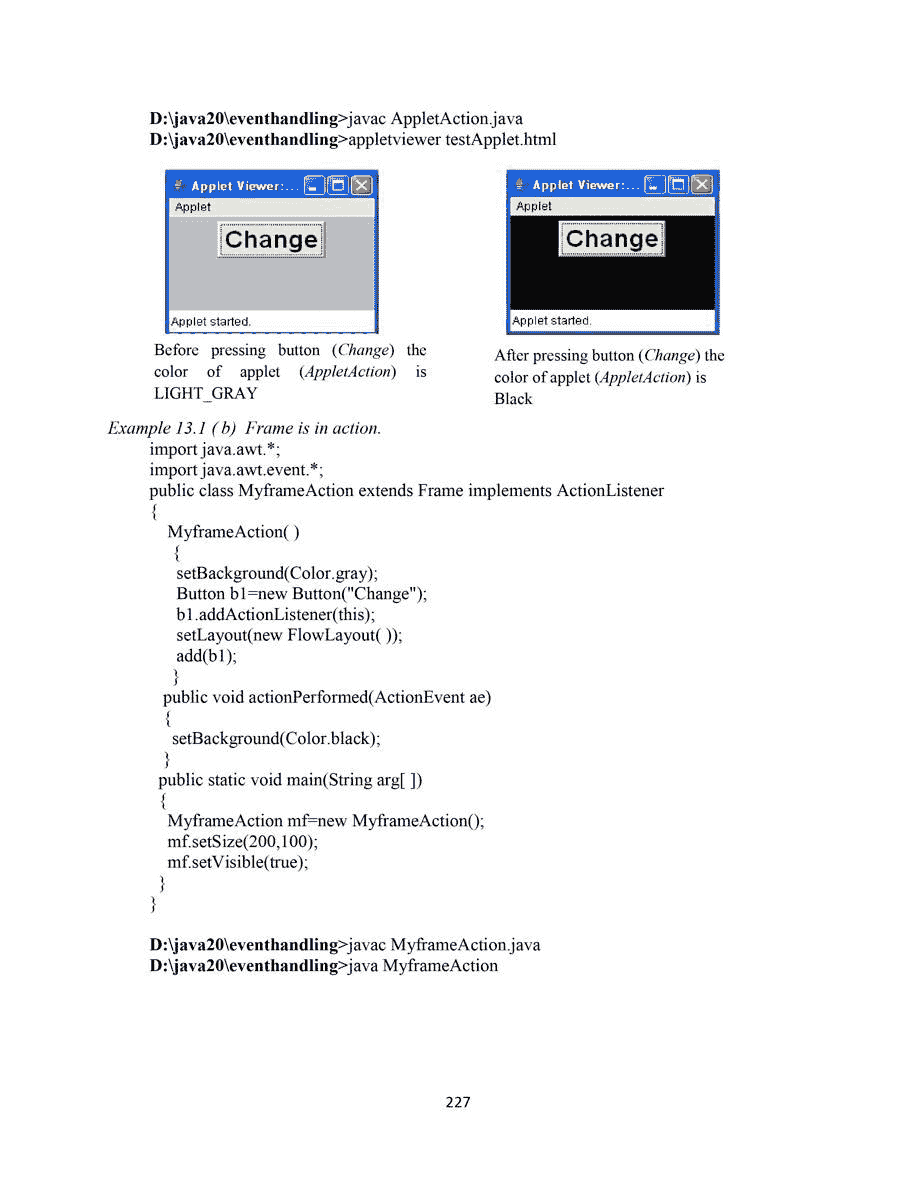 D:\java20\eventhandling>javac AppletAction.java
D:\java20\eventhandling>appletviewer testApplet.html
Applet Viewer:...
Applet
Change
Applet started.
Before pressing button (Change) the
color of applet (AppletAction) is
LIGHT_GRAY
Applet Viewer:...
Applet
Change
Applet started.
After pressing button (Change) the
color of applet (AppletAction) is
Black
Example 13.1 ( b) Frame is in action.
import java.awt.*;
import java.awt.event.*;
public class MyframeAction extends Frame implements ActionListener
{
MyframeAction( )
{
setBackground(Color.gray);
Button b1=new Button("Change");
b1.addActionListener(this);
setLayout(new FlowLayout( ));
add(b1);
}
public void actionPerformed(ActionEvent ae)
{
setBackground(Color.black);
}
public static void main(String arg[ ])
{
MyframeAction mf=new MyframeAction();
mf.setSize(200,100);
mf.setVisible(true);
}
}
D:\java20\eventhandling>javac MyframeAction.java
D:\java20\eventhandling>java MyframeAction
227